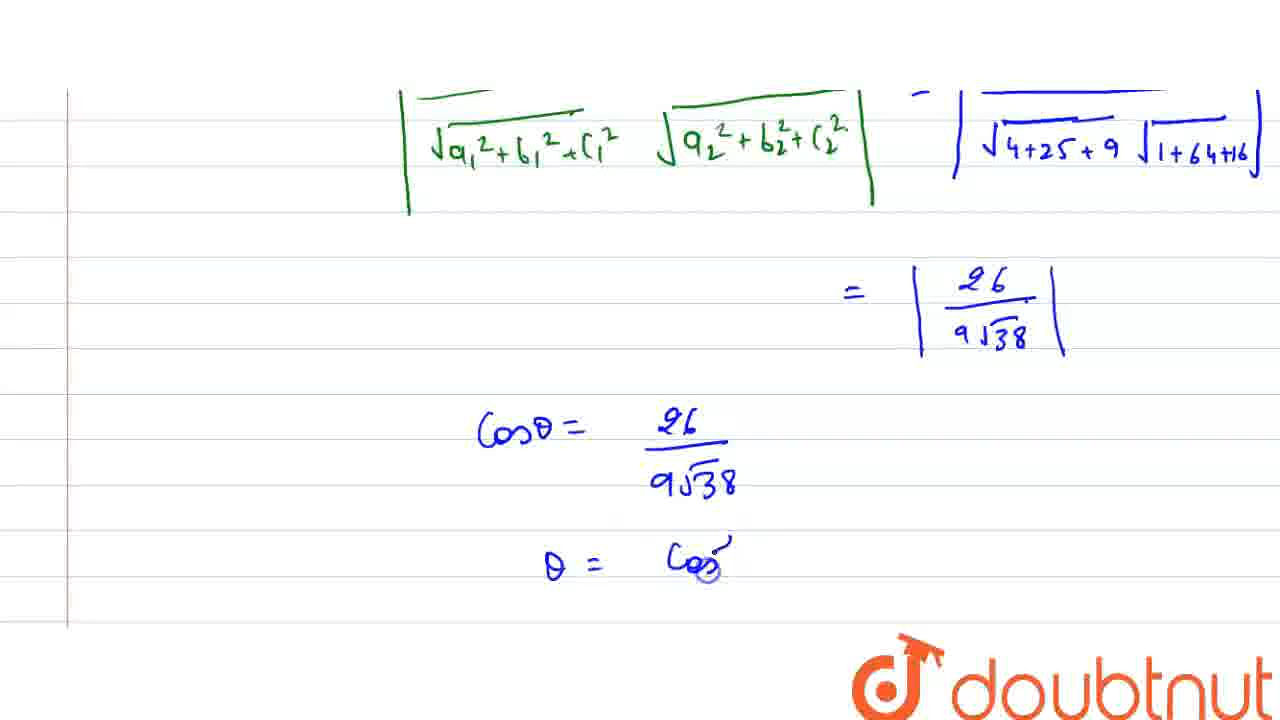 √a₁²+b₁²+c₁² √a₂²+b₂²+c₂² = √4+25+9 √1+64+16
= | 26 / 9√38 |
Cosθ = 26 / 9√38
θ = Cos⁻
doubtnut